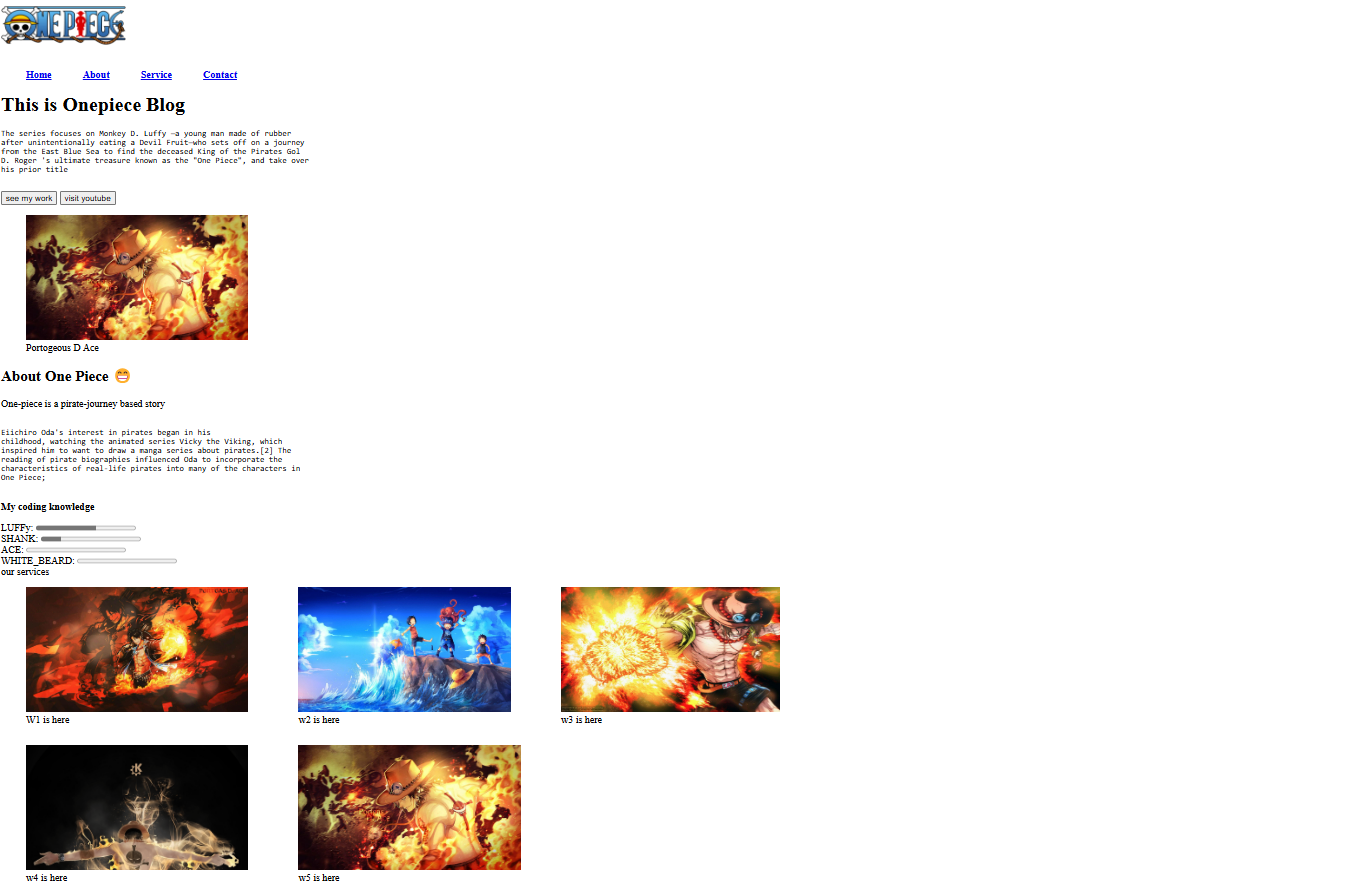 ONE PIECE
Home About Service Contact
This is Onepiece Blog
The series focuses on Monkey D. Luffy —a young man made of rubber
after unintentionally eating a Devil Fruit—who sets off on a journey
from the East Blue Sea to find the deceased King of the Pirates Gol
D. Roger 's ultimate treasure known as the "One Piece", and take over
his prior title
see my work visit youtube
Portogeous D Ace
About One Piece 😁
One-piece is a pirate-journey based story
Eiichiro Oda's interest in pirates began in his
childhood, watching the animated series Vicky the Viking, which
inspired him to want to draw a manga series about pirates.[2] The
reading of pirate biographies influenced Oda to incorporate the
characteristics of real-life pirates into many of the characters in
One Piece;
My coding knowledge
LUFFy:
SHANK:
ACE:
WHITE_BEARD:
our services
W1 is here
w2 is here
w3 is here
K
w4 is here
w5 is here